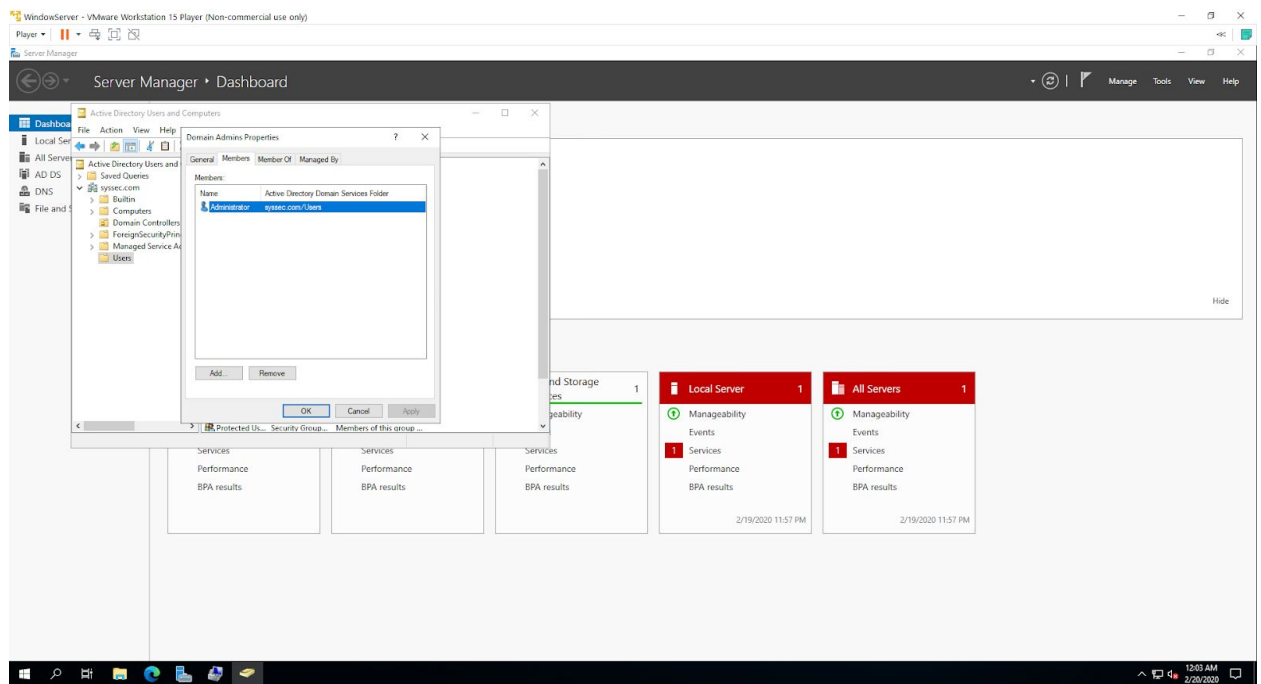 WindowServer - VMware Workstation 15 Player (Non-commercial use only)
Player
Server Manager
Server Manager • Dashboard
Manage Tools View Help
Active Directory Users and Computers
File Action View Help
Dashboa
Local Ser
All Serve
AD DS
DNS
File and S
Active Directory Users and
Saved Queries
syssec.com
Builtin
Computers
Domain Controllers
ForeignSecurityPrin
Managed Service Ac
Users
Domain Admins Properties
General Members Member Of Managed By
Members:
Name Active Directory Domain Services Folder
Administrator syssec.com/Users
Add... Remove
OK Cancel Apply
Protected Us... Security Group... Members of this group ...
Hide
Services
Performance
BPA results
Services
Performance
BPA results
nd Storage 1
ces
geability
Services
Performance
BPA results
Local Server 1
Manageability
Events
1 Services
Performance
BPA results
2/19/2020 11:57 PM
All Servers 1
Manageability
Events
1 Services
Performance
BPA results
2/19/2020 11:57 PM
12:03 AM
2/20/2020